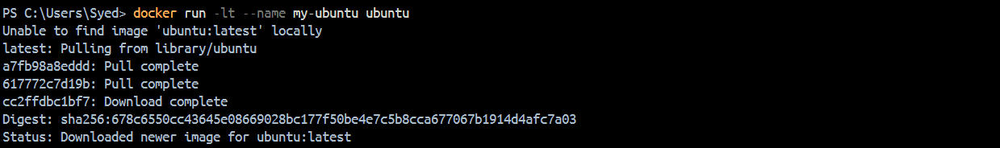 PS C:\Users\Syed> docker run -lt --name my-ubuntu ubuntu
Unable to find image 'ubuntu:latest' locally
latest: Pulling from library/ubuntu
a7fb98a8eddd: Pull complete
617772c7d19b: Pull complete
cc2ffdbc1bf7: Download complete
Digest: sha256:678c6550cc43645e08669028bc177f50be4e7c5b8cca677067b1914d4afc7a03
Status: Downloaded newer image for ubuntu:latest